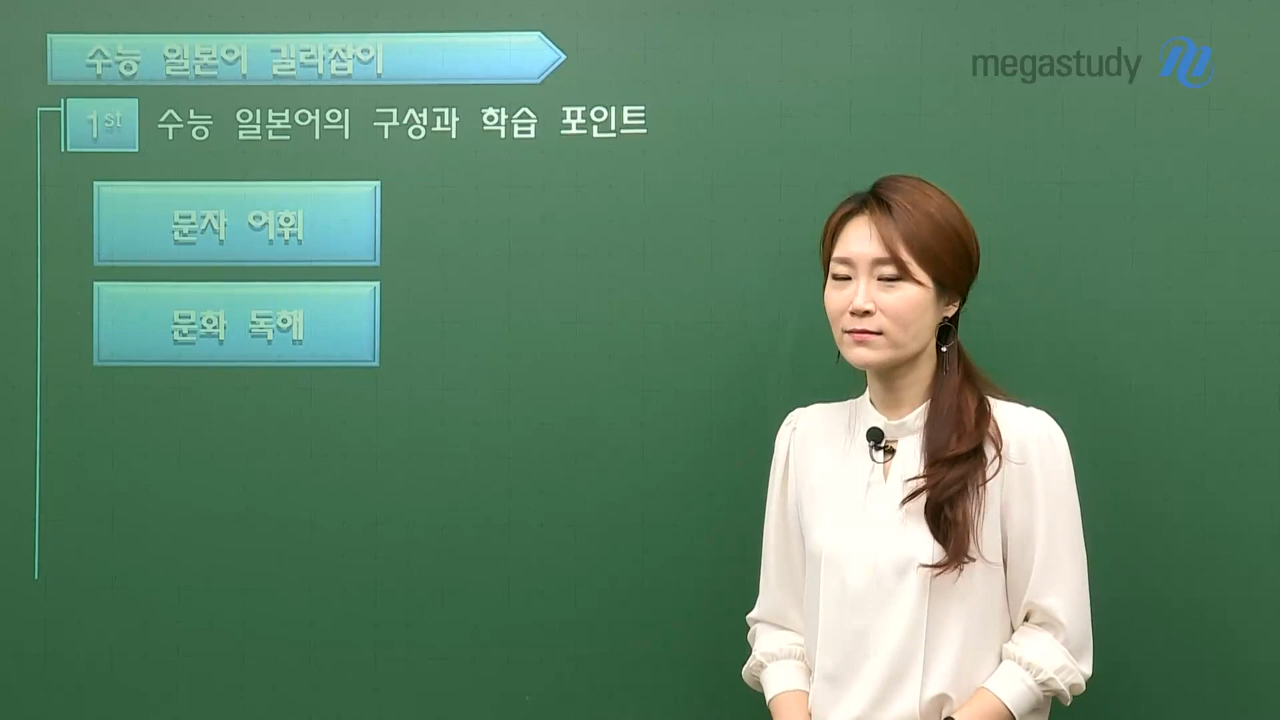 수능 일본어 길라잡이
megastudy
1st 수능 일본어의 구성과 학습 포인트
문자 어휘
문화 독해